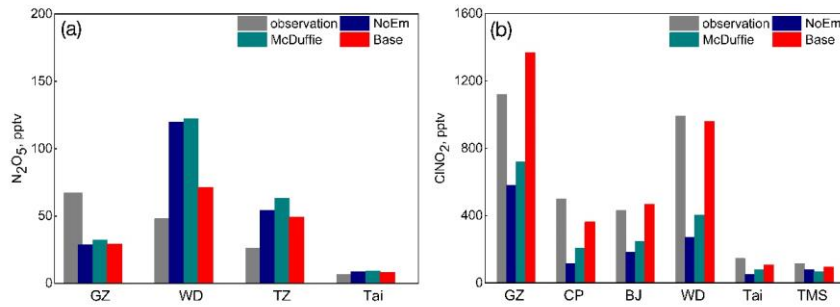 (a)
observation NoEm
McDuffie Base
N₂O₅, pptv
200
150
100
50
0
GZ WD TZ Tai
(b)
observation NoEm
McDuffie Base
ClNO₂, pptv
1600
1200
800
400
0
GZ CP BJ WD Tai TMS